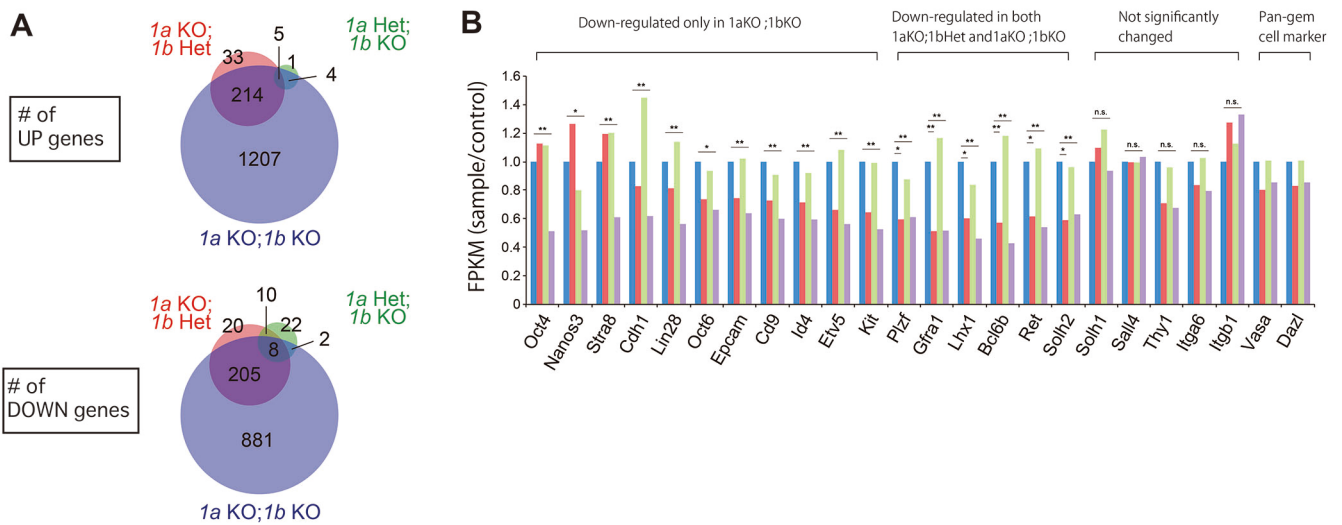 A
1a KO;
1b Het
1a Het;
1b KO
33
5
1
4
214
1207
# of
UP genes
1a KO;1b KO
1a KO;
1b Het
1a Het;
1b KO
20
10
22
2
8
205
881
# of
DOWN genes
1a KO;1b KO
B
Down-regulated only in 1aKO ;1bKO
Down-regulated in both
1aKO;1bHet and1aKO ;1bKO
Not significantly
changed
Pan-gem
cell marker
FPKM (sample/control)
1.6
1.4
1.2
1.0
0.8
0.6
0.4
0.2
0
** * ** ** ** * ** ** ** ** **
* **
** **
* **
** **
* **
* **
n.s. n.s. n.s. n.s. n.s.
Oct4
Nanos3
Stra8
Cdh1
Lin28
Oct6
Epcam
Cd9
Id4
Etv5
Kit
Plzf
Gfra1
Lhx1
Bcl6b
Ret
Solh2
Solh1
Sall4
Thy1
Itga6
Itgb1
Vasa
Dazl